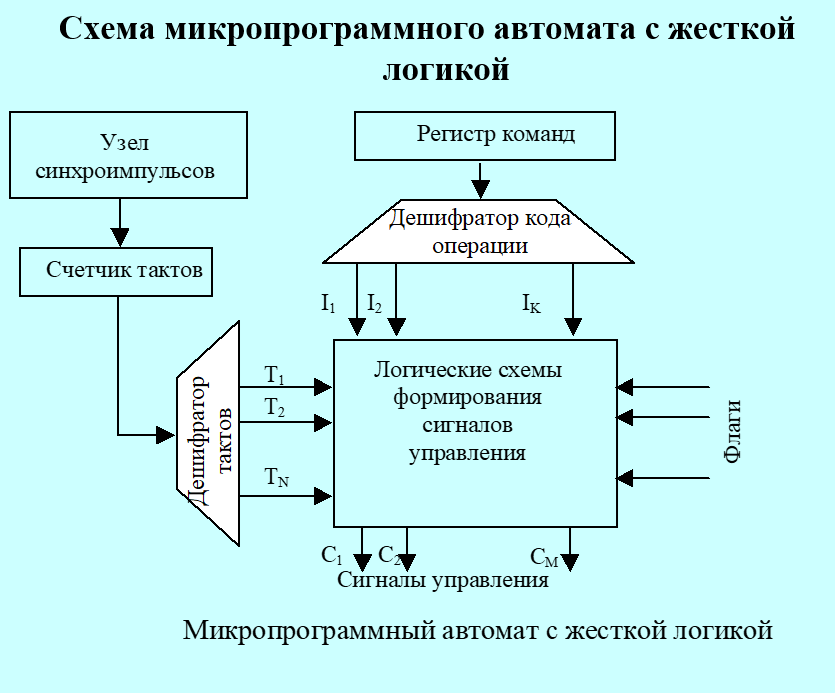 Схема микропрограммного автомата с жесткой
логикой
Узел
синхроимпульсов
Регистр команд
Дешифратор кода
операции
Счетчик тактов
I1
I2
IK
Дешифратор
тактов
T1
T2
TN
Логические схемы
формирования
сигналов
управления
Флаги
C1
C2
CM
Сигналы управления
Микропрограммный автомат с жесткой логикой